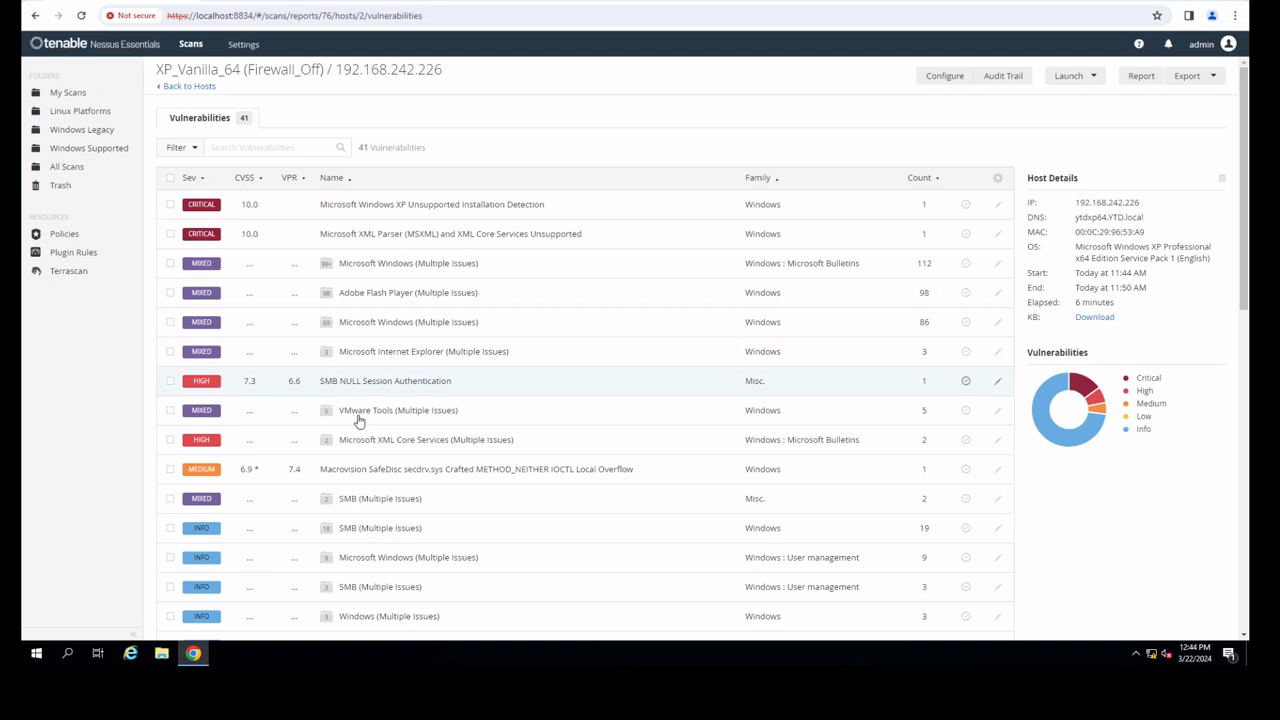 Not secure https://localhost:8834/#/scans/reports/76/hosts/2/vulnerabilities
tenable Nessus Essentials Scans Settings admin
FOLDERS
My Scans
Linux Platforms
Windows Legacy
Windows Supported
All Scans
Trash
RESOURCES
Policies
Plugin Rules
Terrascan
XP_Vanilla_64 (Firewall_Off) / 192.168.242.226
Back to Hosts
Configure Audit Trail Launch Report Export
Vulnerabilities 41
Filter Search Vulnerabilities 41 Vulnerabilities
Sev CVSS VPR Name Family Count
CRITICAL 10.0 Microsoft Windows XP Unsupported Installation Detection Windows 1
CRITICAL 10.0 Microsoft XML Parser (MSXML) and XML Core Services Unsupported Windows 1
MIXED ... ... 99+ Microsoft Windows (Multiple Issues) Windows : Microsoft Bulletins 112
MIXED ... ... 98 Adobe Flash Player (Multiple Issues) Windows 98
MIXED ... ... Microsoft Windows (Multiple Issues) Windows 86
MIXED ... ... 3 Microsoft Internet Explorer (Multiple Issues) Windows 3
HIGH 7.3 6.6 SMB NULL Session Authentication Misc. 1
MIXED ... ... 5 VMware Tools (Multiple Issues) Windows 5
HIGH ... ... 2 Microsoft XML Core Services (Multiple Issues) Windows : Microsoft Bulletins 2
MEDIUM 6.9 * 7.4 Macrovision SafeDisc secdrv.sys Crafted METHOD_NEITHER IOCTL Local Overflow Windows 1
MIXED ... ... 2 SMB (Multiple Issues) Misc. 2
INFO ... ... 18 SMB (Multiple Issues) Windows 19
INFO ... ... 9 Microsoft Windows (Multiple Issues) Windows : User management 9
INFO ... ... 3 SMB (Multiple Issues) Windows : User management 3
INFO ... ... 3 Windows (Multiple Issues) Windows 3
Host Details
IP: 192.168.242.226
DNS: ytdxp64.YTD.local
MAC: 00:0C:29:96:53:A9
OS: Microsoft Windows XP Professional
x64 Edition Service Pack 1 (English)
Start: Today at 11:44 AM
End: Today at 11:50 AM
Elapsed: 6 minutes
KB: Download
Vulnerabilities
Critical
High
Medium
Low
Info
12:44 PM
3/22/2024
1